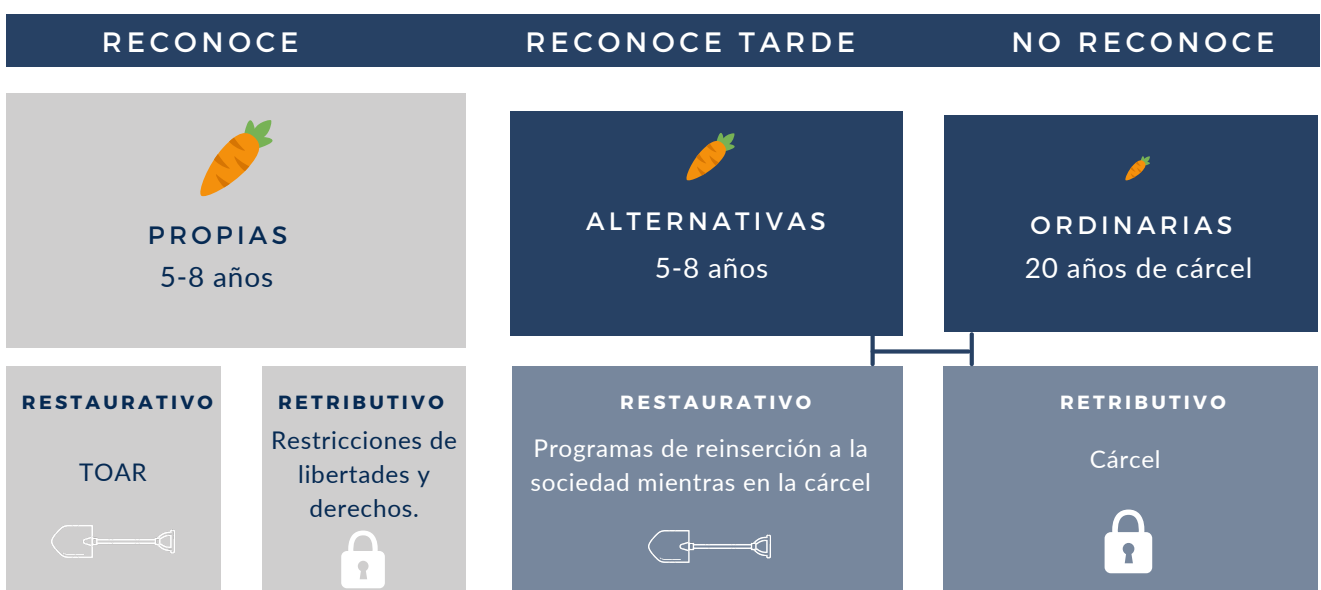 RECONOCE
RECONOCE TARDE
NO RECONOCE
PROPIAS
5-8 años
ALTERNATIVAS
5-8 años
ORDINARIAS
20 años de cárcel
RESTAURATIVO
TOAR
RETRIBUTIVO
Restricciones de
libertades y
derechos.
RESTAURATIVO
Programas de reinserción a la
sociedad mientras en la cárcel
RETRIBUTIVO
Cárcel